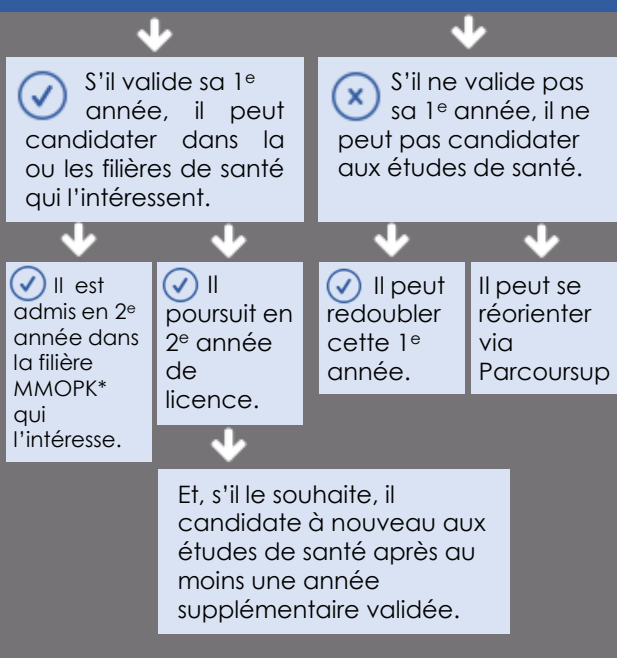 S’il valide sa 1e
année, il peut
candidater dans la
ou les filières de santé
qui l’intéressent.
S’il ne valide pas
sa 1e année, il ne
peut pas candidater
aux études de santé.
Il est
admis en 2e
année dans
la filière
MMOPK*
qui
l’intéresse.
Il
poursuit en
2e année
de
licence.
Il peut
redoubler
cette 1e
année.
Il peut se
réorienter
via
Parcoursup
Et, s’il le souhaite, il
candidate à nouveau aux
études de santé après au
moins une année
supplémentaire validée.